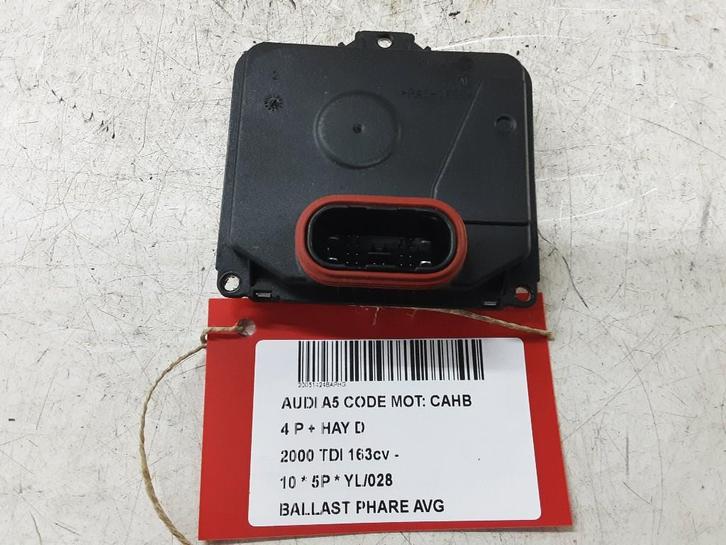 AUDI A5 CODE MOT: CAHB
4 P + HAY D
2000 TDI 163cv -
10 * 5P * YL/028
BALLAST PHARE AVG